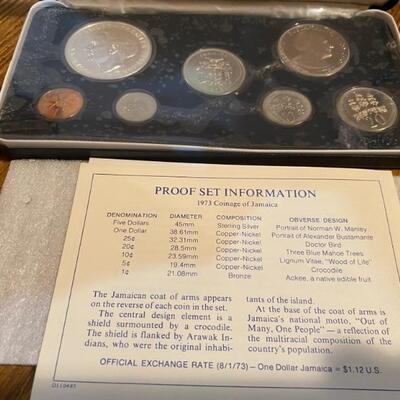 PROOF SET INFORMATION
1973 Coinage of Jamaica
DENOMINATION DIAMETER COMPOSITION OBVERSE DESIGN
Five Dollars 45mm Sterling Silver Portrait of Norman W. Manley
One Dollar 38.61mm Copper-Nickel Portrait of Alexander Bustamante
25¢ 32.31mm Copper-Nickel Doctor Bird
20¢ 28.5mm Copper-Nickel Three Blue Mahoe Trees
10¢ 23.59mm Copper-Nickel Lignum Vitae, "Wood of Life"
5¢ 19.4mm Copper-Nickel Crocodile
1¢ 21.08mm Bronze Ackee, a native edible fruit
The Jamaican coat of arms appears
on the reverse of each coin in the set.
The central design element is a
shield surmounted by a crocodile.
The shield is flanked by Arawak In-
dians, who were the original inhabi-
tants of the island.
At the base of the coat of arms is
Jamaica's national motto, "Out of
Many, One People" — a reflection of
the multiracial composition of the
country's population.
OFFICIAL EXCHANGE RATE (8/1/73) — One Dollar Jamaica = $1.12 U.S.